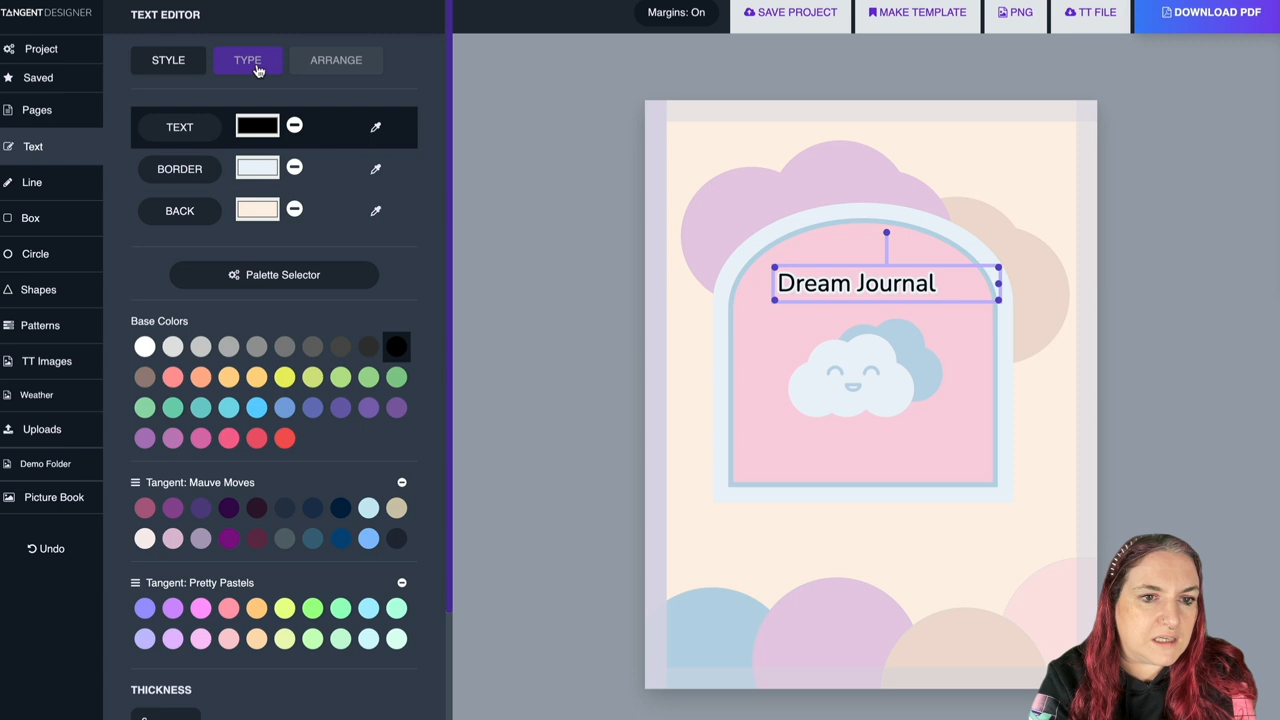 TANGENT DESIGNER
Project
Saved
Pages
Text
Line
Box
Circle
Shapes
Patterns
TT Images
Weather
Uploads
Demo Folder
Picture Book
Undo
TEXT EDITOR
STYLE
TYPE
ARRANGE
TEXT
BORDER
BACK
Palette Selector
Base Colors
Tangent: Mauve Moves
Tangent: Pretty Pastels
THICKNESS
Margins: On
SAVE PROJECT
MAKE TEMPLATE
PNG
TT FILE
DOWNLOAD PDF
Dream Journal